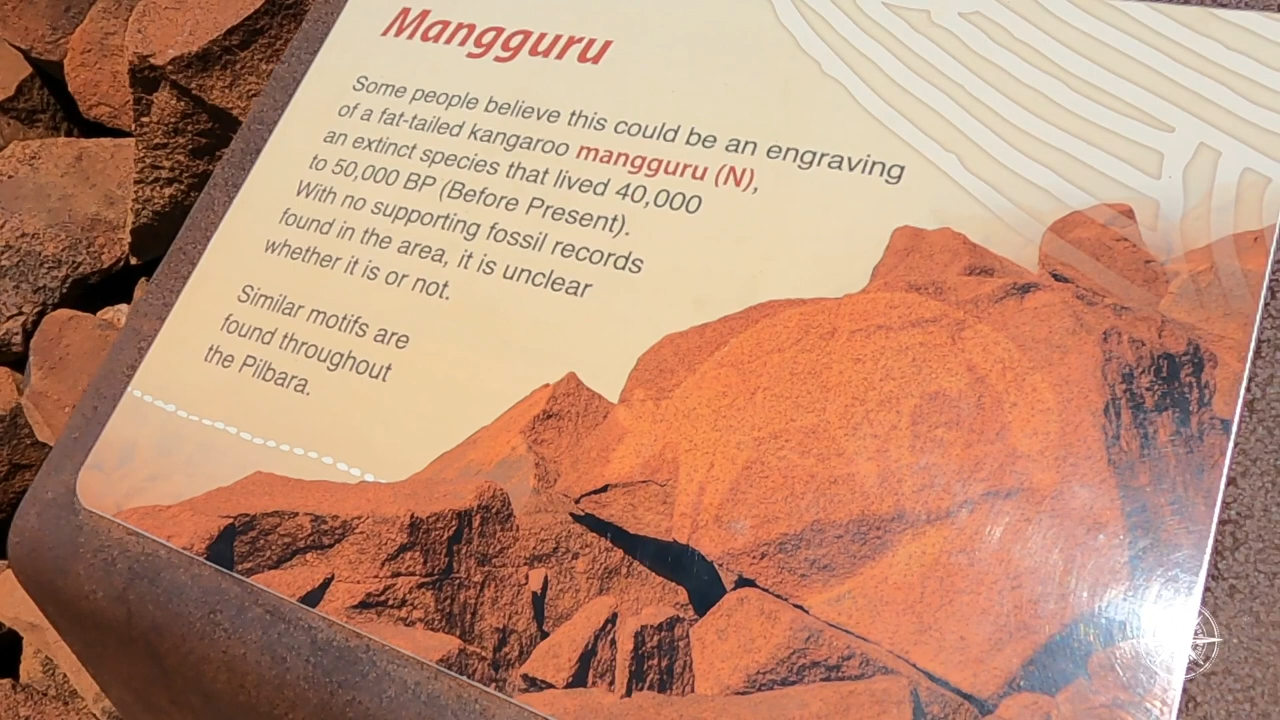 Mangguru
Some people believe this could be an engraving
of a fat-tailed kangaroo mangguru (N),
an extinct species that lived 40,000
to 50,000 BP (Before Present).
With no supporting fossil records
found in the area, it is unclear
whether it is or not.
Similar motifs are
found throughout
the Pilbara.